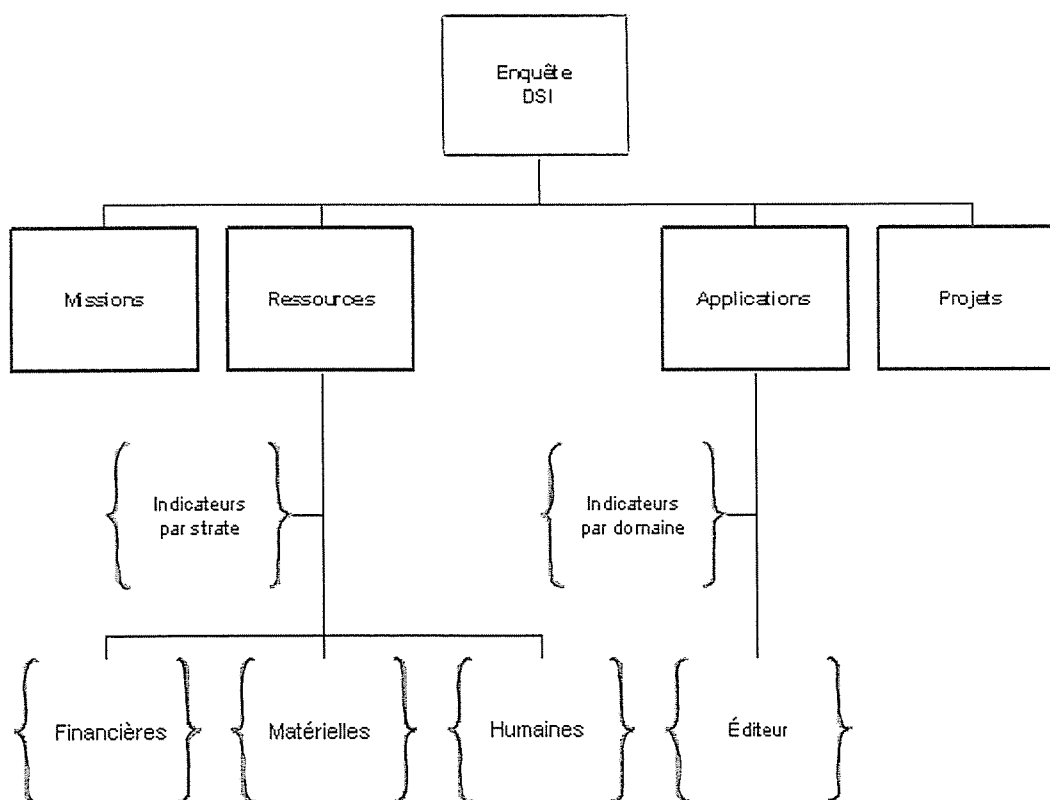 Enquête
DSI
Missions
Ressources
Applications
Projets
Indicateurs
par strate
Indicateurs
par domaine
Financières
Matérielles
Humaines
Éditeur